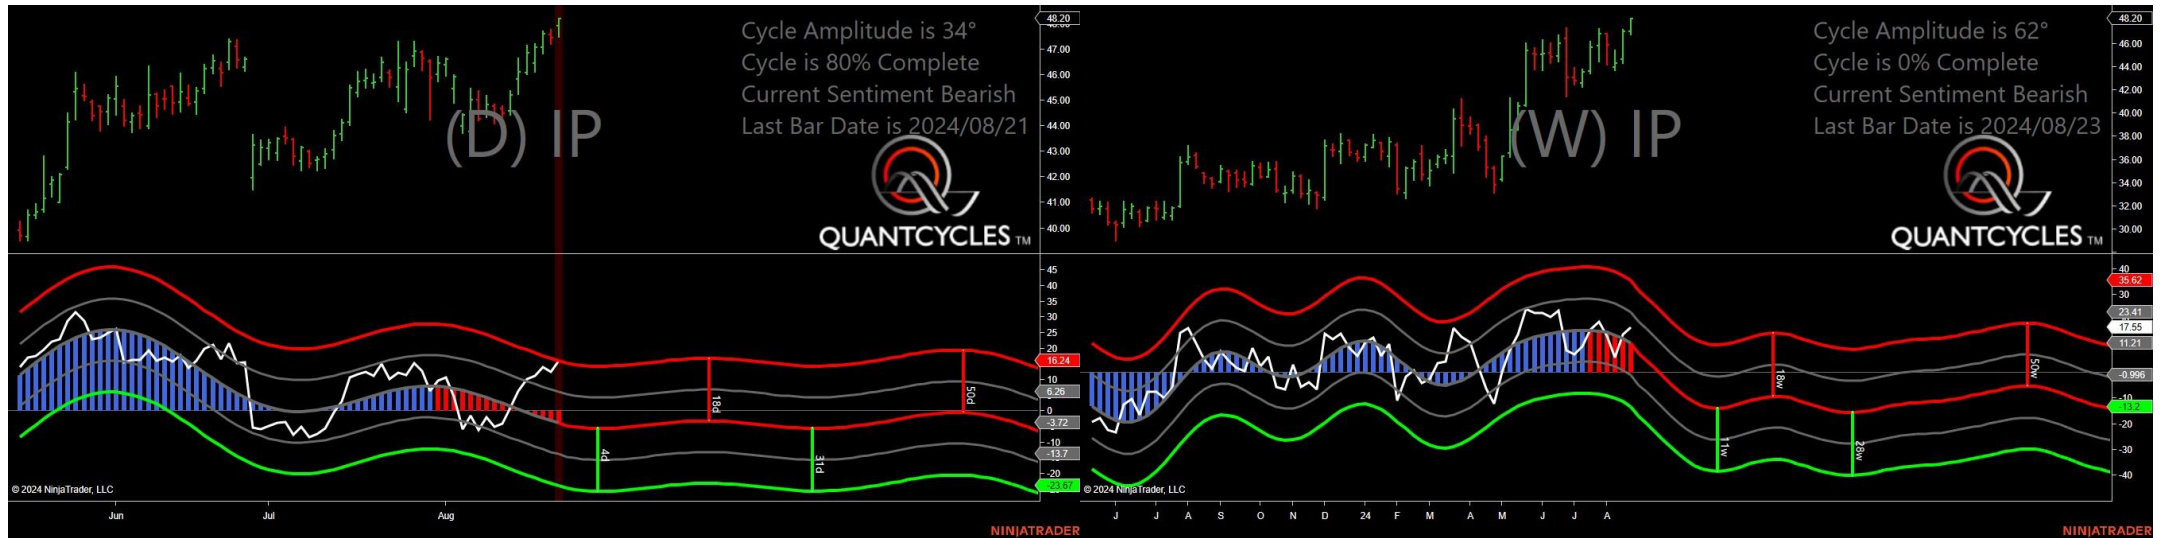 Cycle Amplitude is 34°
Cycle is 80% Complete
Current Sentiment Bearish
Last Bar Date is 2024/08/21
(D) IP
QUANTCYCLES TM
48.20
47.00
46.00
45.00
44.00
43.00
42.00
41.00
40.00
45
40
35
30
25
20
16.24
10
6.26
0
-3.72
-10
-13.7
-20
-23.67
4d
18d
31d
50d
© 2024 NinjaTrader, LLC
Jun
Jul
Aug
NINJATRADER
Cycle Amplitude is 62°
Cycle is 0% Complete
Current Sentiment Bearish
Last Bar Date is 2024/08/23
(W) IP
QUANTCYCLES TM
48.20
46.00
44.00
42.00
40.00
38.00
36.00
34.00
32.00
30.00
40
35.62
30
23.41
17.55
11.21
-0.996
-10
-13.2
-20
-30
-40
11w
18w
28w
50w
© 2024 NinjaTrader, LLC
J
J
A
S
O
N
D
24
F
M
A
M
J
J
A
NINJATRADER